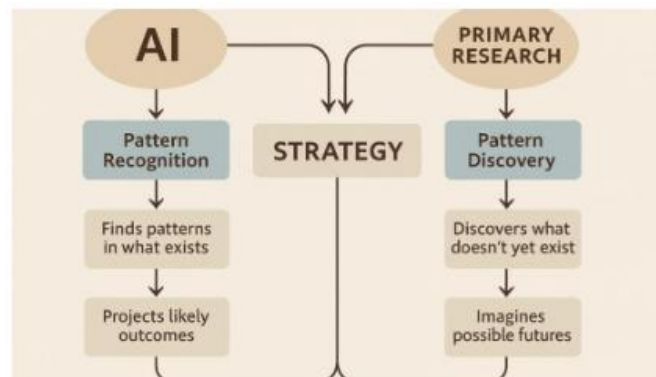 AI
PRIMARY
RESEARCH
Pattern
Recognition
STRATEGY
Pattern
Discovery
Finds patterns
in what exists
Discovers what
doesn't yet exist
Projects likely
outcomes
Imagines
possible futures